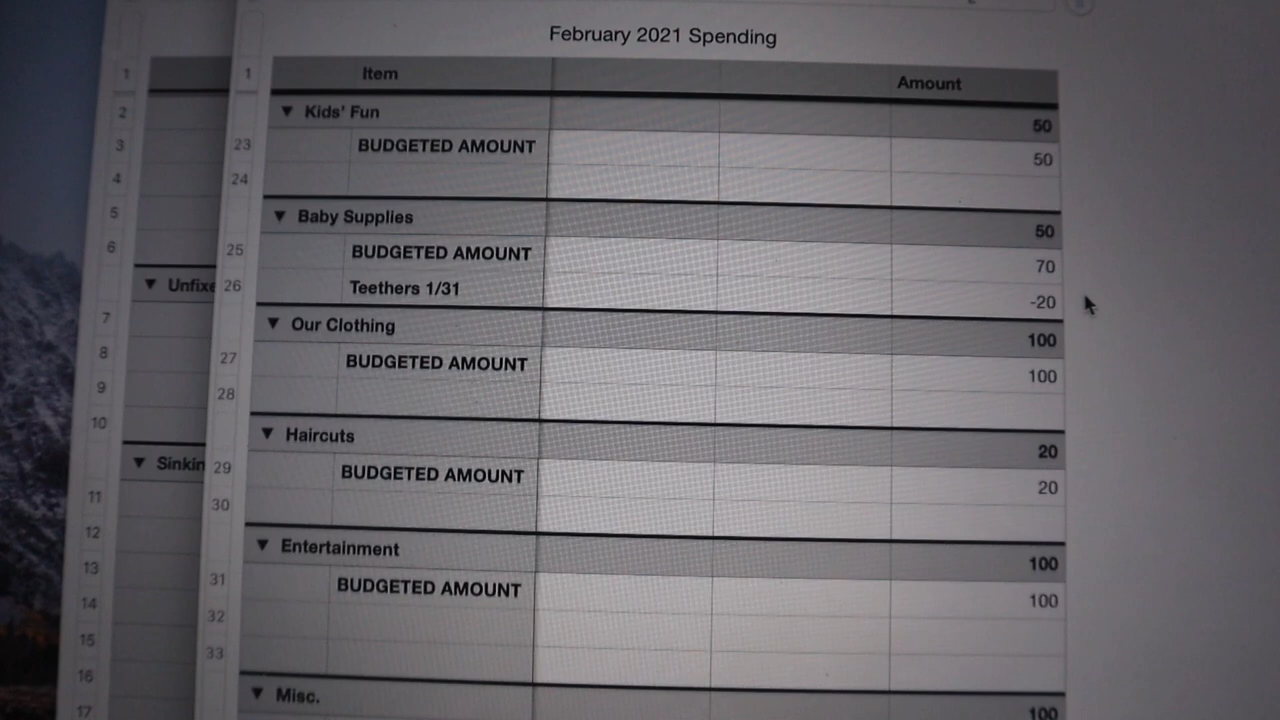 February 2021 Spending
1 1 Item Amount
2 ▼ Kids' Fun 50
3 23 BUDGETED AMOUNT 50
4 24
5 ▼ Baby Supplies 50
6 25 BUDGETED AMOUNT 70
▼ Unfixe 26 Teethers 1/31 -20
7 ▼ Our Clothing 100
8 27 BUDGETED AMOUNT 100
9 28
10 ▼ Haircuts 20
▼ Sinkin 29 BUDGETED AMOUNT 20
11 30
12 ▼ Entertainment 100
13 31 BUDGETED AMOUNT 100
14 32
15 33
16 ▼ Misc. 100
17